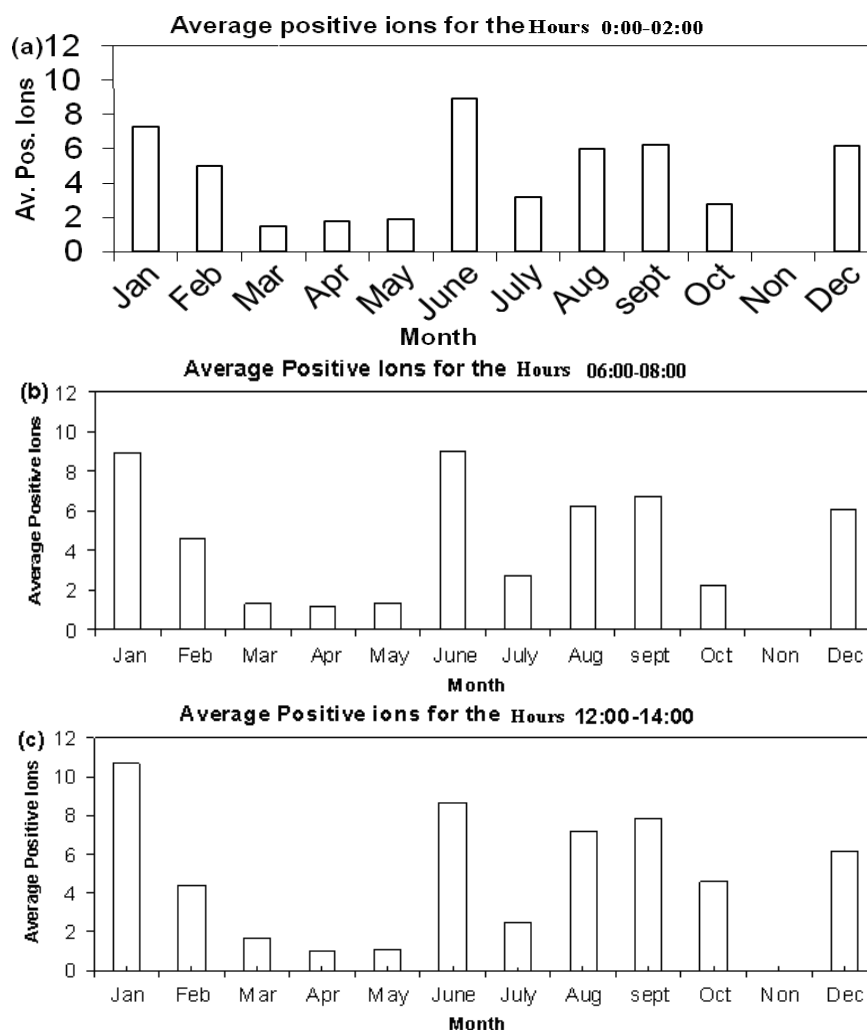 Average positive ions for the Hours 0:00-02:00
(a)
Av. Pos. Ions
12
10
8
6
4
2
0
Jan Feb Mar Apr May June July Aug sept Oct Non Dec
Month
Average Positive Ions for the Hours 06:00-08:00
(b)
Average Positive Ions
12
10
8
6
4
2
0
Jan Feb Mar Apr May June July Aug sept Oct Non Dec
Month
Average Positive ions for the Hours 12:00-14:00
(c)
Average Positive Ions
12
10
8
6
4
2
0
Jan Feb Mar Apr May June July Aug sept Oct Non Dec
Month